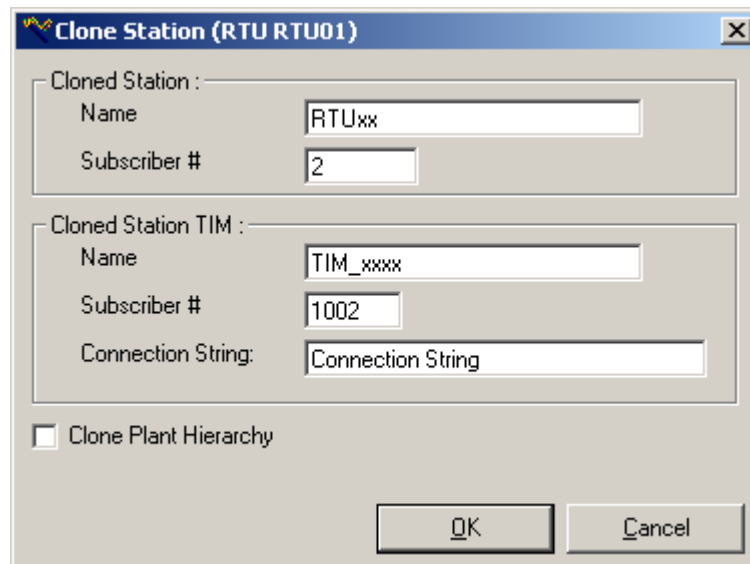 Clone Station (RTU RTU01)
Cloned Station :
Name RTUxx
Subscriber # 2
Cloned Station TIM :
Name TIM_xxxx
Subscriber # 1002
Connection String: Connection String
Clone Plant Hierarchy
OK Cancel